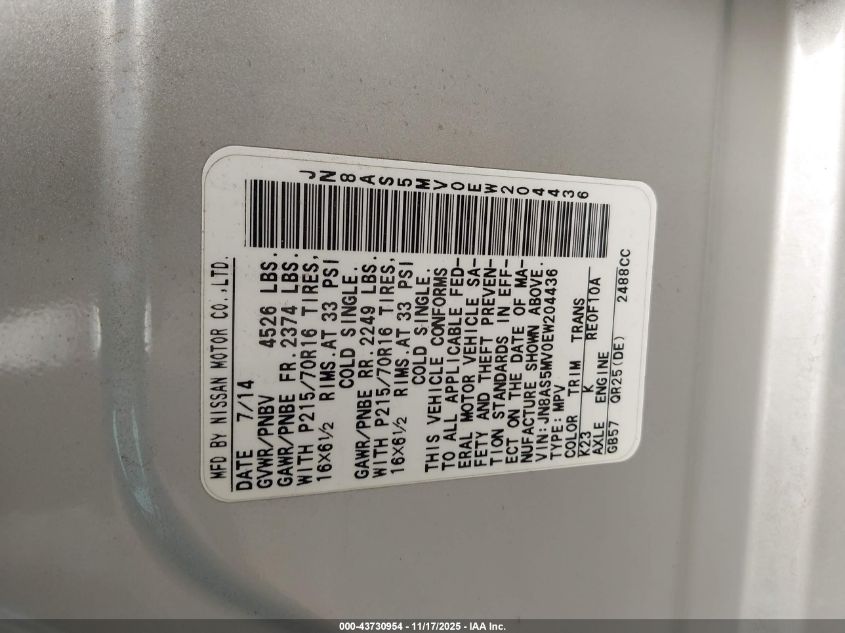 JN8AS5MV0EW204436
MFD BY NISSAN MOTOR CO.,LTD.
DATE 7/14
GVWR/PNBV 4526 LBS.
GAWR/PNBE FR. 2374 LBS.
WITH P215/70R16 TIRES,
16X6½ RIMS.AT 33 PSI
COLD SINGLE.
GAWR/PNBE RR. 2249 LBS.
WITH P215/70R16 TIRES,
16X6½ RIMS.AT 33 PSI
COLD SINGLE.
THIS VEHICLE CONFORMS
TO ALL APPLICABLE FED-
ERAL MOTOR VEHICLE SA-
FETY AND THEFT PREVEN-
TION STANDARDS IN EFF-
ECT ON THE DATE OF MA-
NUFACTURE SHOWN ABOVE.
VIN: JN8AS5MV0EW204436
TYPE: MPV
COLOR TRIM TRANS
K23 K RE0F10A
AXLE ENGINE
GB57 QR25(DE) 2488CC
000-43730954 - 11/17/2025 - IAA Inc.